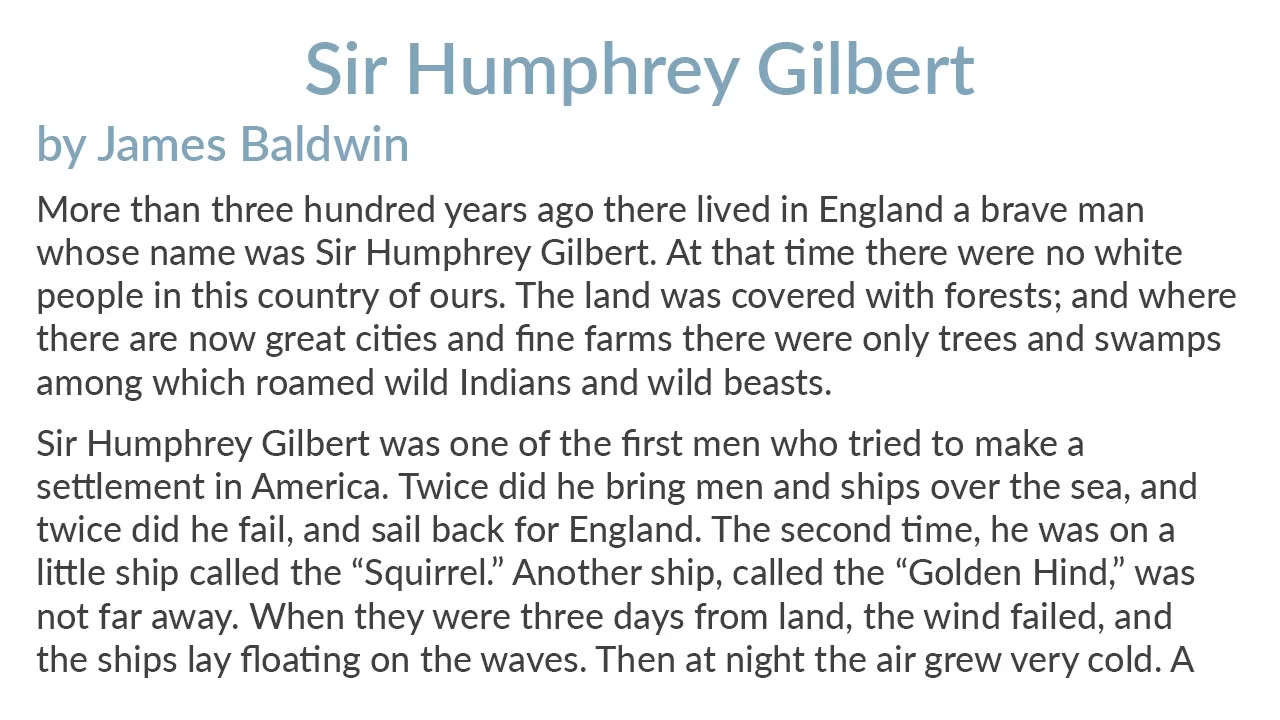 Sir Humphrey Gilbert
by James Baldwin
More than three hundred years ago there lived in England a brave man
whose name was Sir Humphrey Gilbert. At that time there were no white
people in this country of ours. The land was covered with forests; and where
there are now great cities and fine farms there were only trees and swamps
among which roamed wild Indians and wild beasts.
Sir Humphrey Gilbert was one of the first men who tried to make a
settlement in America. Twice did he bring men and ships over the sea, and
twice did he fail, and sail back for England. The second time, he was on a
little ship called the “Squirrel.” Another ship, called the “Golden Hind,” was
not far away. When they were three days from land, the wind failed, and
the ships lay floating on the waves. Then at night the air grew very cold. A